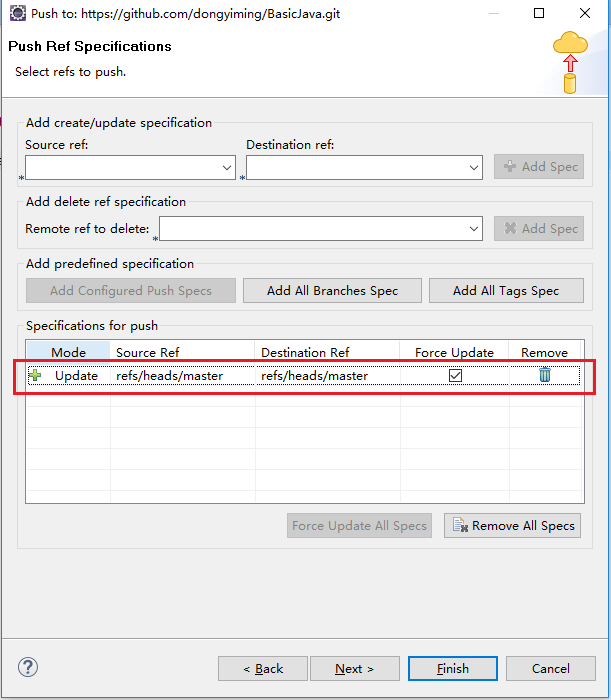 Push to: https://github.com/dongyiming/BasicJava.git
Push Ref Specifications
Select refs to push.
Add create/update specification
Source ref: Destination ref:
* * Add Spec
Add delete ref specification
Remote ref to delete: * Add Spec
Add predefined specification
Add Configured Push Specs Add All Branches Spec Add All Tags Spec
Specifications for push
Mode Source Ref Destination Ref Force Update Remove
Update refs/heads/master refs/heads/master
Force Update All Specs Remove All Specs
? < Back Next > Finish Cancel